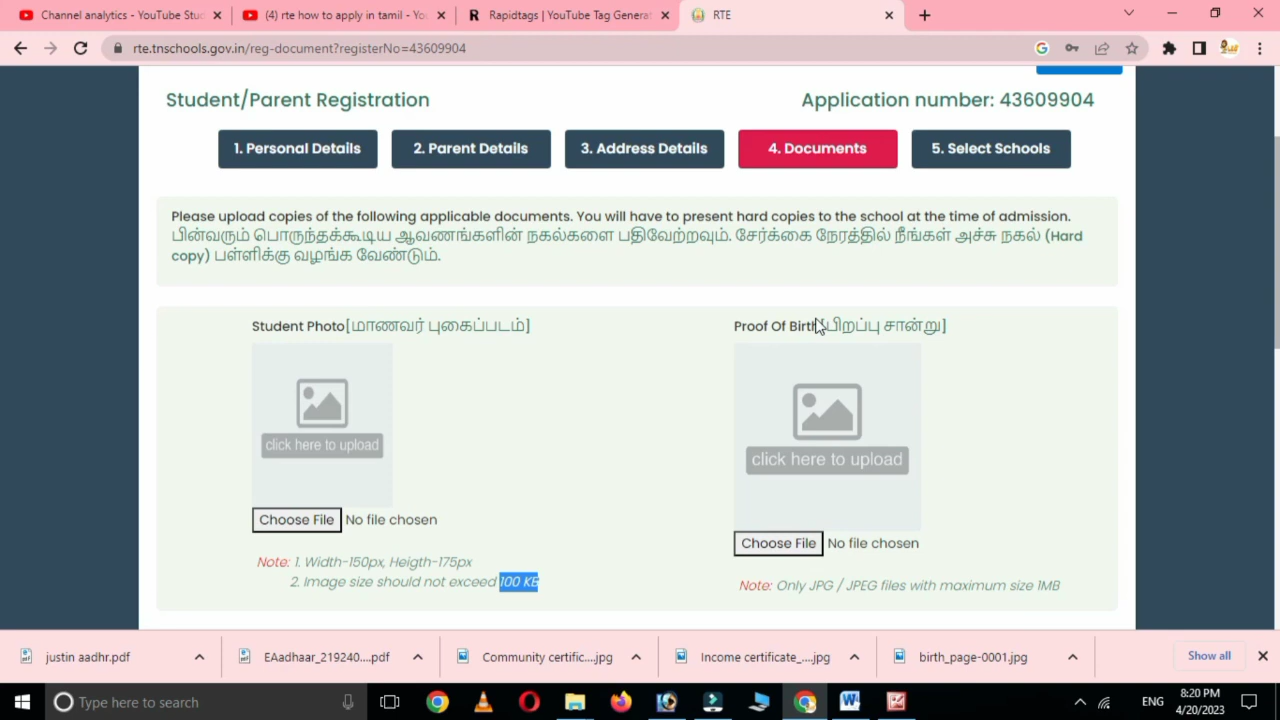 Channel analytics - YouTube Stud
(4) rte how to apply in tamil - Yo
Rapidtags | YouTube Tag Generat
RTE
rte.tnschools.gov.in/reg-document?registerNo=43609904
Student/Parent Registration
Application number: 43609904
1. Personal Details
2. Parent Details
3. Address Details
4. Documents
5. Select Schools
Please upload copies of the following applicable documents. You will have to present hard copies to the school at the time of admission.
பின்வரும் பொருந்தக்கூடிய ஆவணங்களின் நகல்களை பதிவேற்றவும். சேர்க்கை நேரத்தில் நீங்கள் அச்சு நகல் (Hard
copy) பள்ளிக்கு வழங்க வேண்டும்.
Student Photo[மாணவர் புகைப்படம்]
Proof Of Birth[பிறப்பு சான்று]
click here to upload
click here to upload
Choose File No file chosen
Choose File No file chosen
Note: 1. Width-150px, Heigth-175px
2. Image size should not exceed 100 KB
Note: Only JPG / JPEG files with maximum size 1MB
justin aadhr.pdf
EAadhaar_219240....pdf
Community certific....jpg
Income certificate_....jpg
birth_page-0001.jpg
Show all
Type here to search
ENG
8:20 PM
4/20/2023